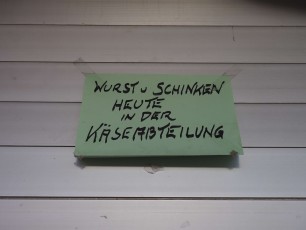 WURST u SCHINKEN
HEUTE
IN DER
KÄSEABTEILUNG